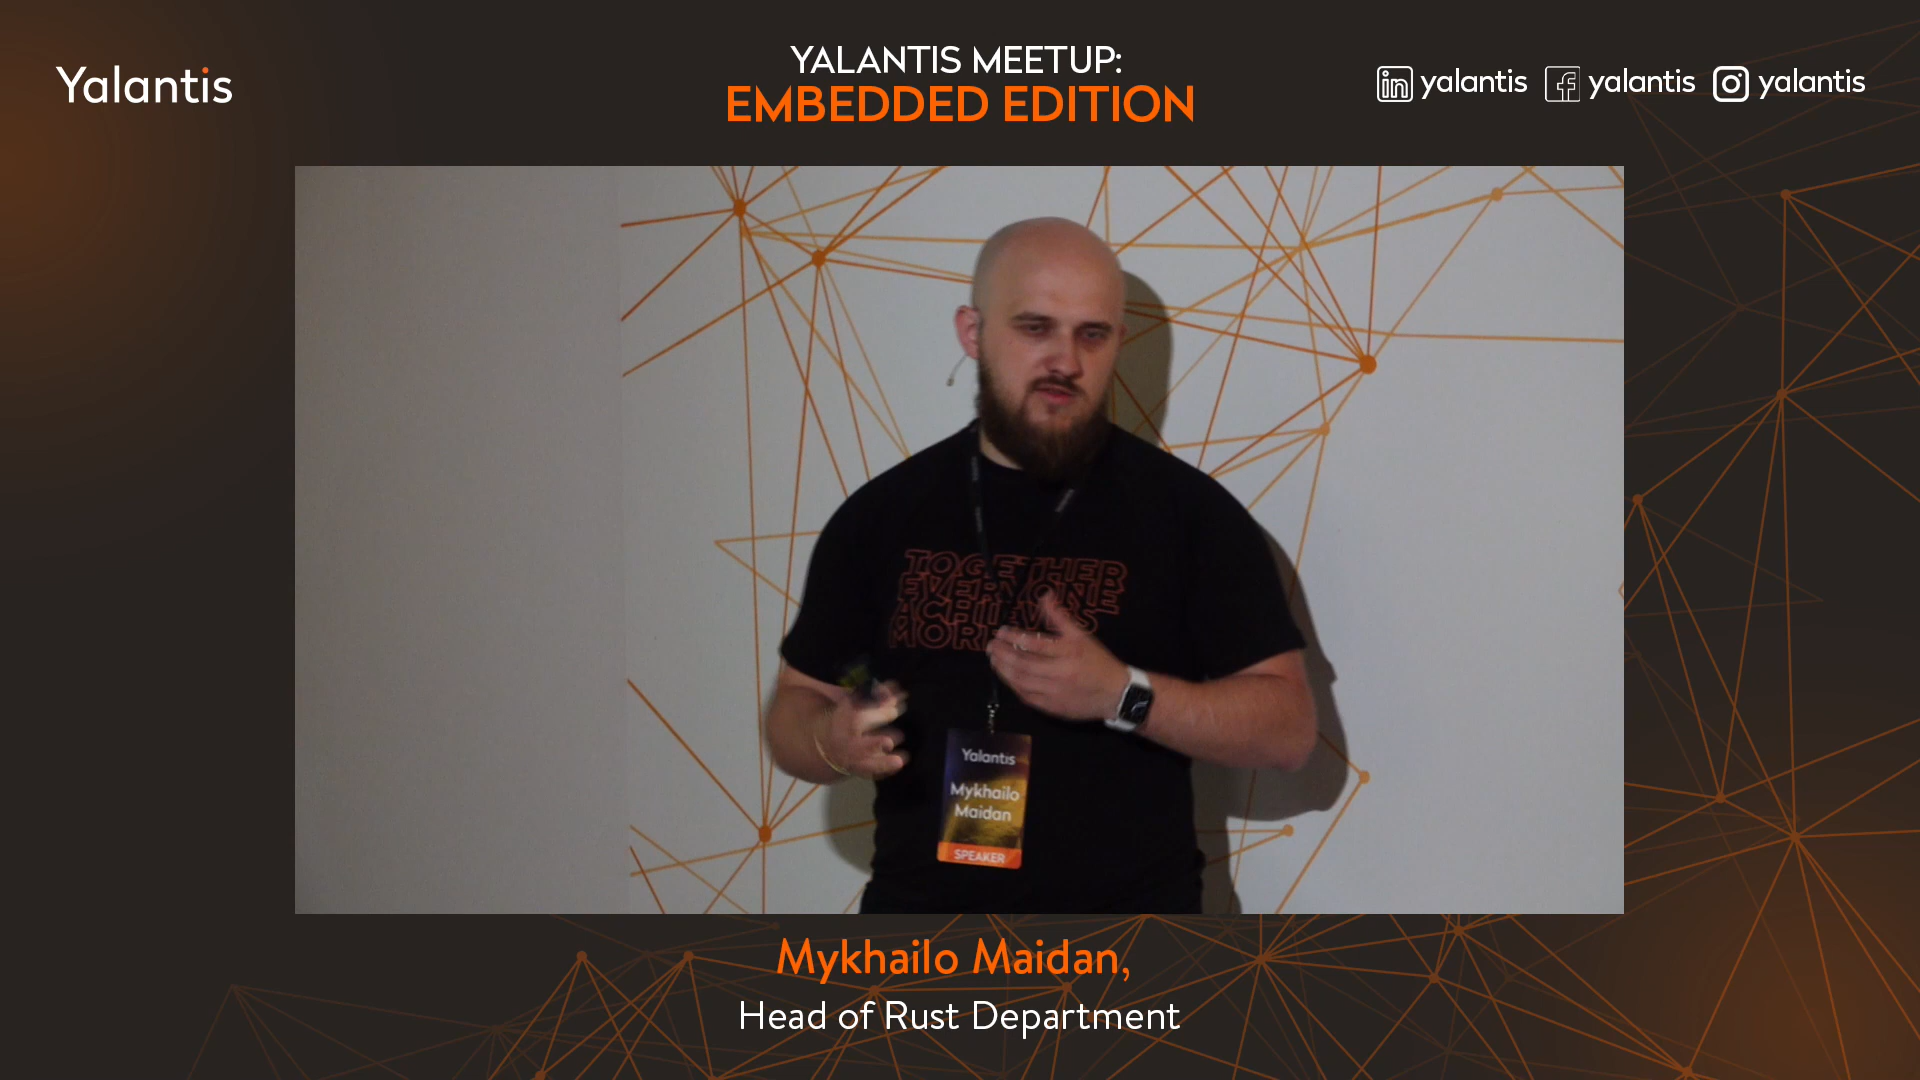 Yalantis
YALANTIS MEETUP:
EMBEDDED EDITION
yalantis yalantis yalantis
TOGETHER
EVERYONE
ACHIEVES
MORE
Yalantis
Mykhailo
Maidan
SPEAKER
Mykhailo Maidan,
Head of Rust Department